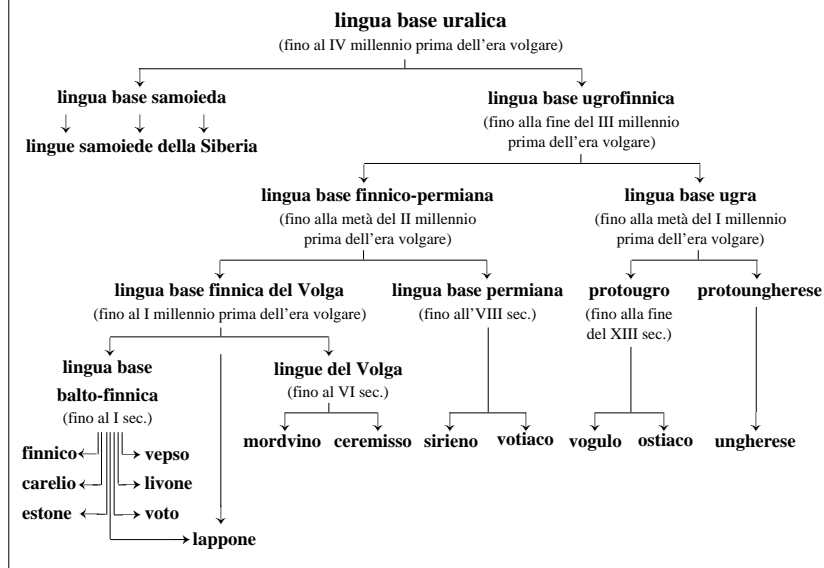 lingua base uralica
(fino al IV millennio prima dell'era volgare)
lingua base samoieda
lingue samoiede della Siberia
lingua base ugrofinnica
(fino alla fine del III millennio
prima dell'era volgare)
lingua base finnico-permiana
(fino alla metà del II millennio
prima dell'era volgare)
lingua base ugra
(fino alla metà del I millennio
prima dell'era volgare)
lingua base finnica del Volga
(fino al I millennio prima dell'era volgare)
lingua base permiana
(fino all'VIII sec.)
protougro
(fino alla fine
del XIII sec.)
protoungherese
lingua base
balto-finnica
(fino al I sec.)
lingue del Volga
(fino al VI sec.)
mordvino
ceremisso
sirieno
votiaco
vogulo
ostiaco
ungherese
finnico
vepso
carelio
livone
estone
voto
lappone